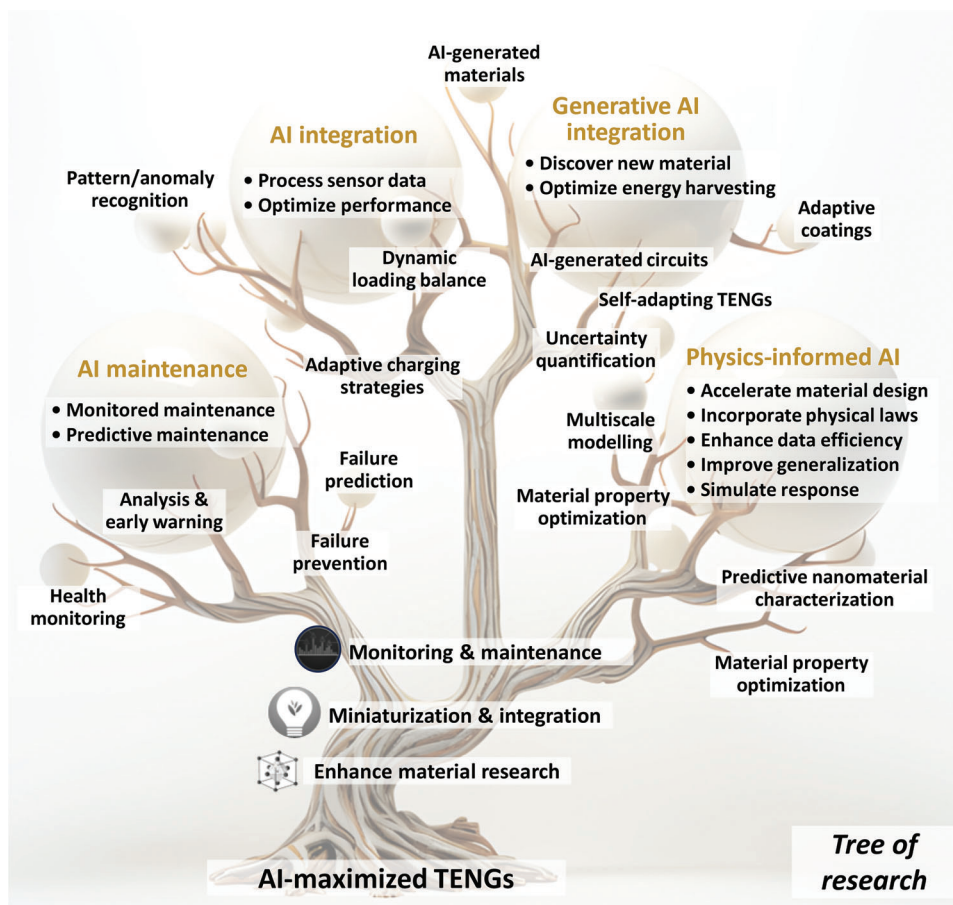 AI-generated
materials
Generative AI
integration
• Discover new material
• Optimize energy harvesting
AI integration
• Process sensor data
• Optimize performance
Pattern/anomaly
recognition
Adaptive
coatings
Dynamic
loading balance
AI-generated circuits
Self-adapting TENGs
Uncertainty
quantification
Adaptive charging
strategies
AI maintenance
• Monitored maintenance
• Predictive maintenance
Physics-informed AI
• Accelerate material design
• Incorporate physical laws
• Enhance data efficiency
• Improve generalization
• Simulate response
Multiscale
modelling
Failure
prediction
Analysis &
early warning
Material property
optimization
Failure
prevention
Health
monitoring
Predictive nanomaterial
characterization
Monitoring & maintenance
Material property
optimization
Miniaturization & integration
Enhance material research
AI-maximized TENGs
Tree of
research